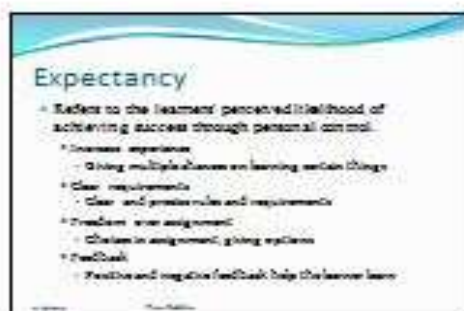 Expectancy
• Refers to the learners' perceived likelihood of
achieving success through personal control.
• Increase experience
- Giving multiple chances on learning certain things
• Clear requirements
- Clear and precise rules and requirements
• Freedom over assignment
- Choices in assignment, giving options
• Feedback
- Positive and negative feedback help the learner learn